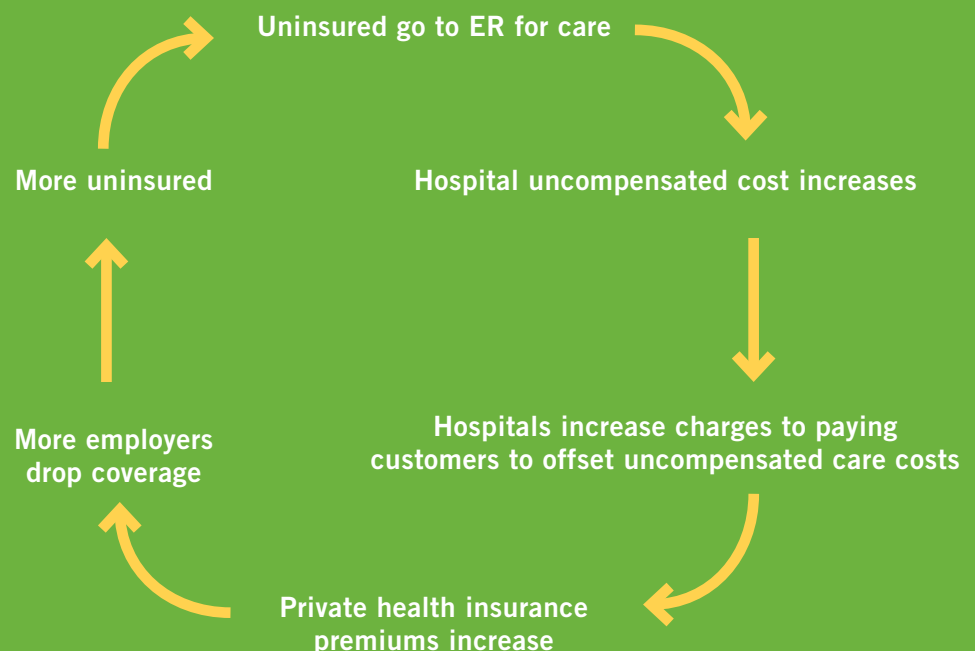 Uninsured go to ER for care
Hospital uncompensated cost increases
Hospitals increase charges to paying
customers to offset uncompensated care costs
Private health insurance
premiums increase
More employers
drop coverage
More uninsured